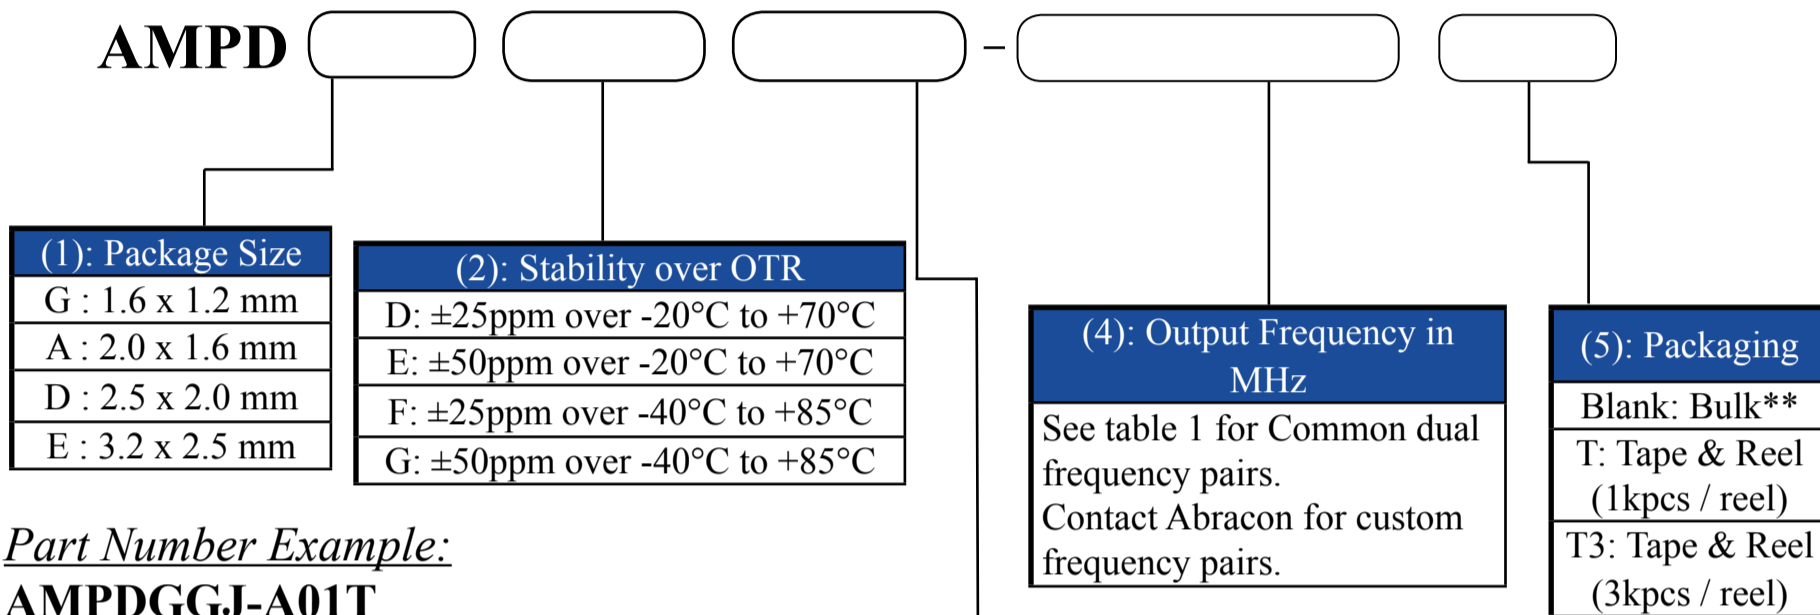 AMPD –
(1): Package Size
G : 1.6 x 1.2 mm
A : 2.0 x 1.6 mm
D : 2.5 x 2.0 mm
E : 3.2 x 2.5 mm
(2): Stability over OTR
D: ±25ppm over -20°C to +70°C
E: ±50ppm over -20°C to +70°C
F: ±25ppm over -40°C to +85°C
G: ±50ppm over -40°C to +85°C
(4): Output Frequency in
MHz
See table 1 for Common dual
frequency pairs.
Contact Abracon for custom
frequency pairs.
(5): Packaging
Blank: Bulk**
T: Tape & Reel
(1kpcs / reel)
T3: Tape & Reel
(3kpcs / reel)
Part Number Example:
AMPDGGJ-A01T